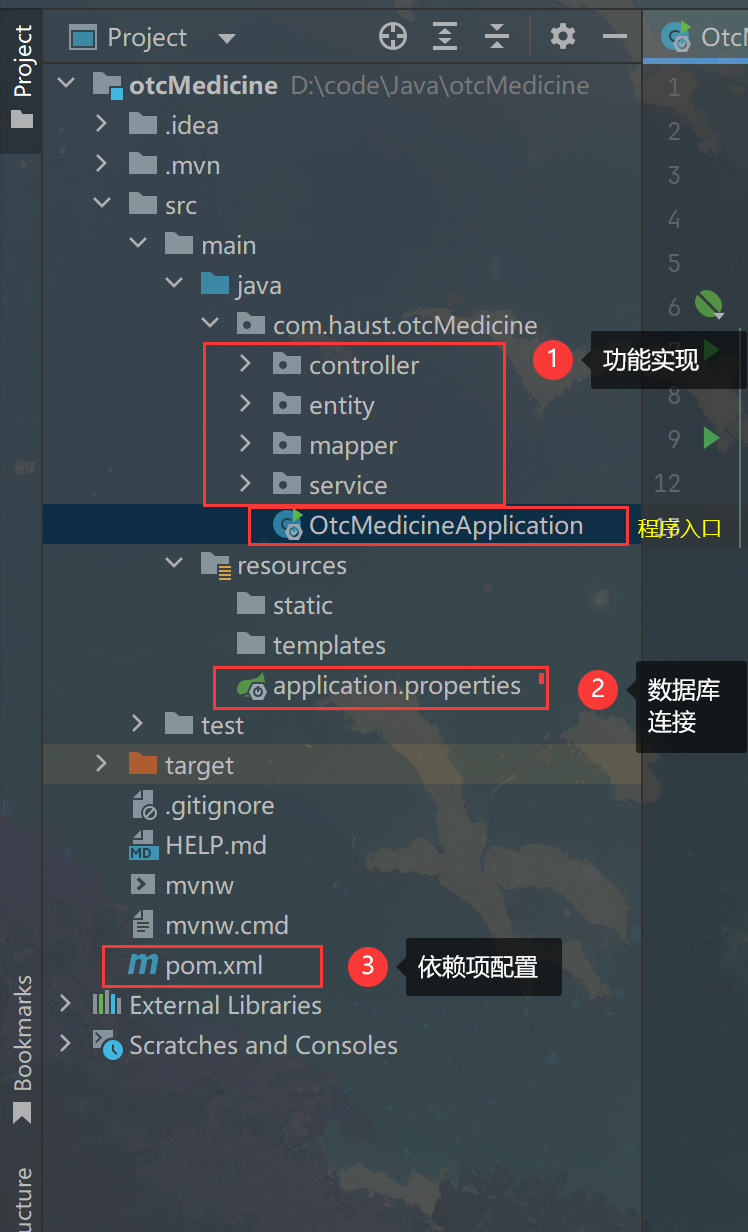 Project
Project
OtcM
otcMedicine D:\code\Java\otcMedicine
1
.idea
2
.mvn
3
src
4
main
5
java
6
com.haust.otcMedicine
1
功能实现
controller
8
entity
9
mapper
12
service
OtcMedicineApplication
程序入口
resources
static
templates
application.properties
2
数据库
连接
test
target
.gitignore
HELP.md
MD
mvnw
mvnw.cmd
m pom.xml
3
依赖项配置
External Libraries
Scratches and Consoles
Bookmarks
ucture